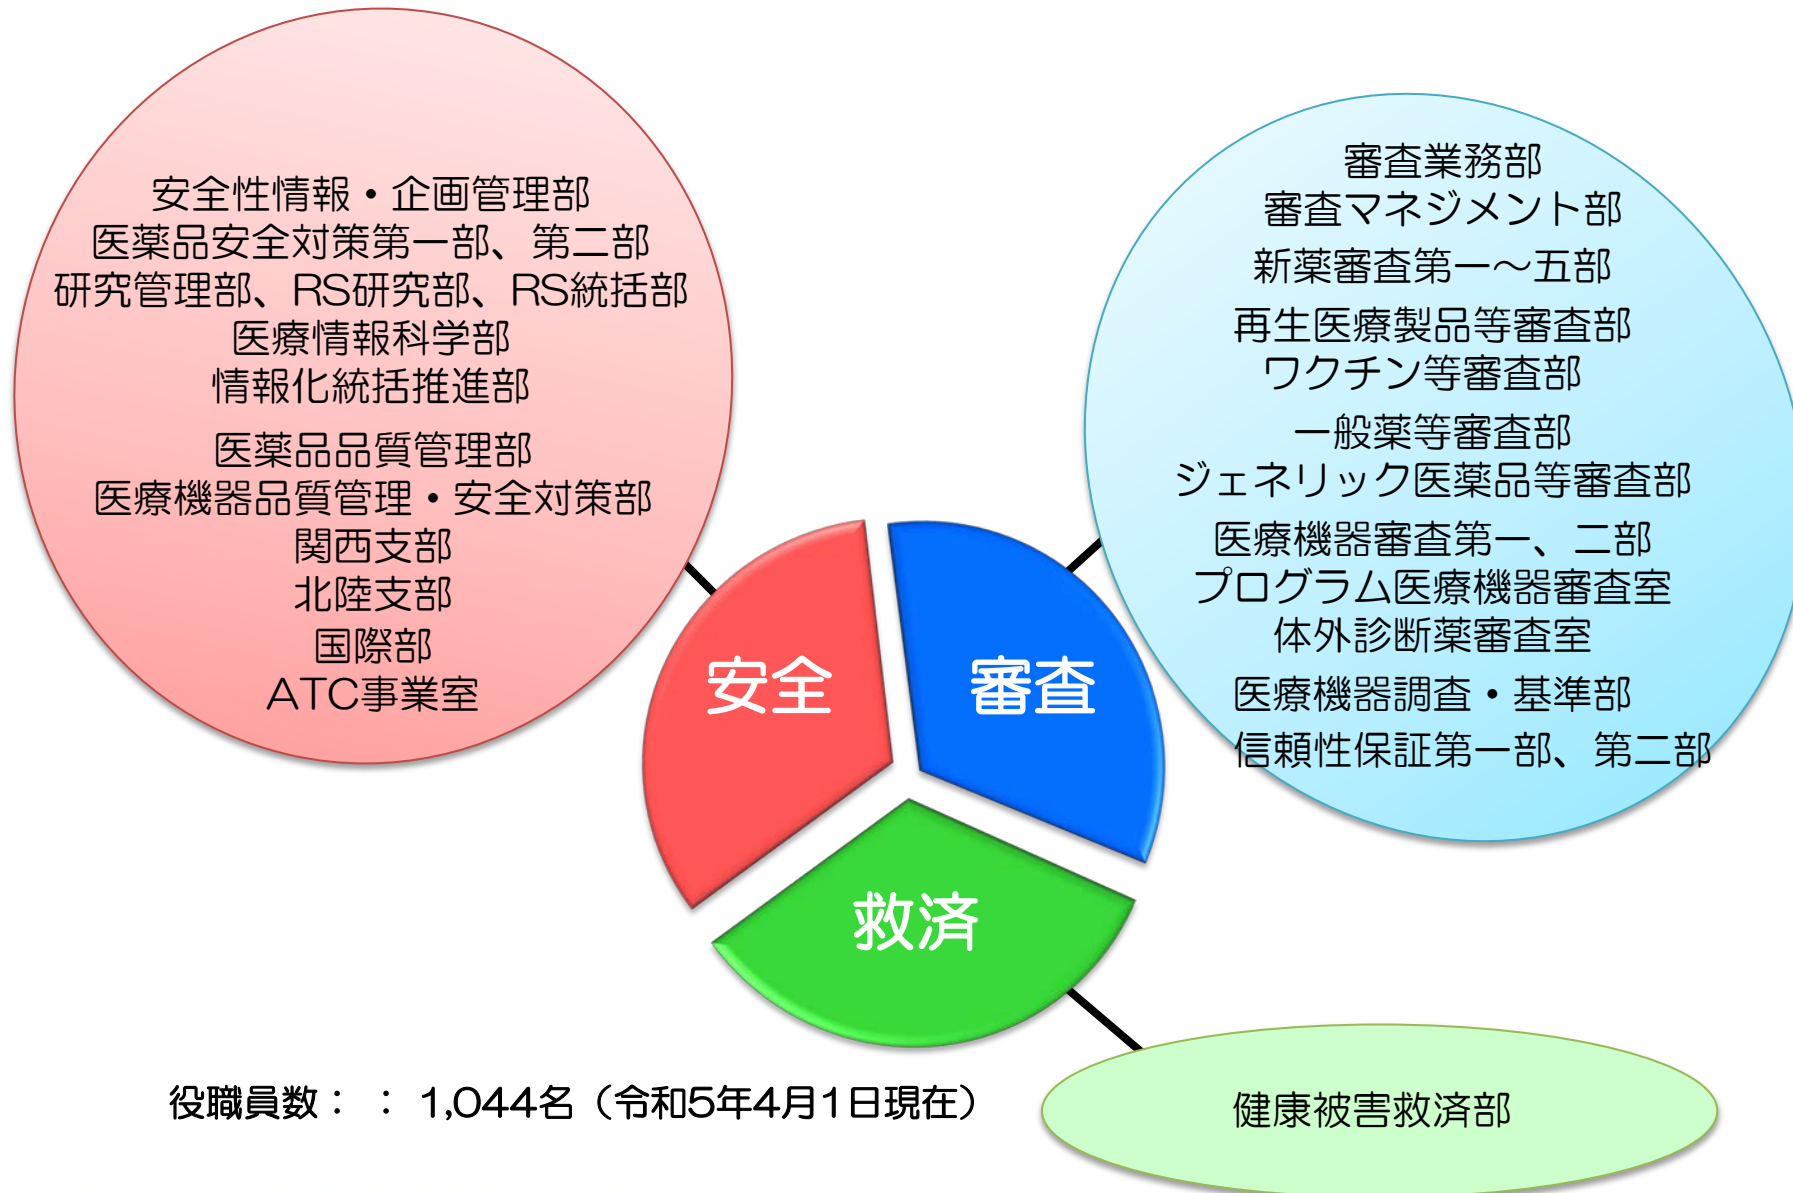 安全性情報・企画管理部
医薬品安全対策第一部、第二部
研究管理部、RS研究部、RS統括部
医療情報科学部
情報化統括推進部
医薬品品質管理部
医療機器品質管理・安全対策部
関西支部
北陸支部
国際部
ATC事業室
審査業務部
審査マネジメント部
新薬審査第一～五部
再生医療製品等審査部
ワクチン等審査部
一般薬等審査部
ジェネリック医薬品等審査部
医療機器審査第一、二部
プログラム医療機器審査室
体外診断薬審査室
医療機器調査・基準部
信頼性保証第一部、第二部
安全
審査
救済
役職員数： ： 1,044名（令和5年4月1日現在）
健康被害救済部